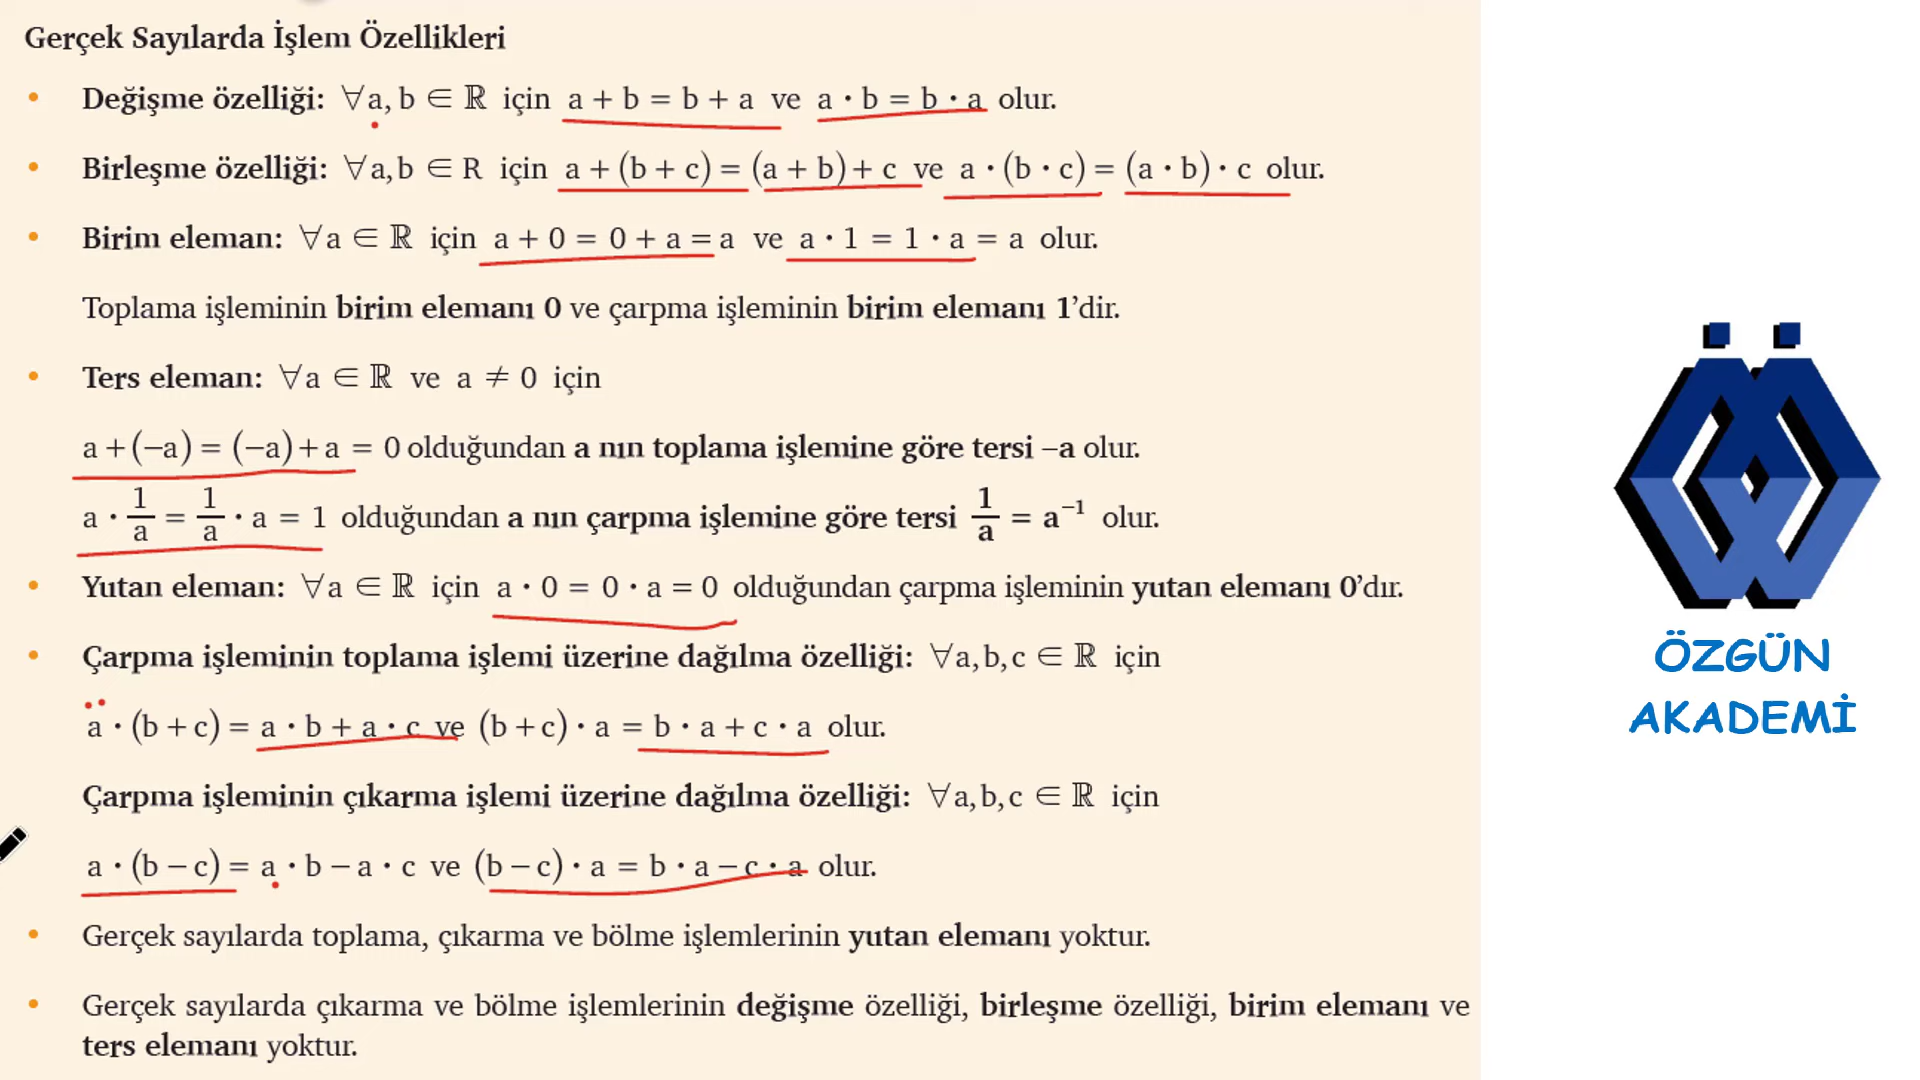 Gerçek Sayılarda İşlem Özellikleri
• Değişme özelliği: ∀a, b ∈ ℝ için a + b = b + a ve a · b = b · a olur.
• Birleşme özelliği: ∀a, b ∈ R için a + (b + c) = (a + b) + c ve a · (b · c) = (a · b) · c olur.
• Birim eleman: ∀a ∈ ℝ için a + 0 = 0 + a = a ve a · 1 = 1 · a = a olur.
Toplama işleminin birim elemanı 0 ve çarpma işleminin birim elemanı 1’dir.
• Ters eleman: ∀a ∈ ℝ ve a ≠ 0 için
a + (−a) = (−a) + a = 0 olduğundan a nın toplama işlemine göre tersi –a olur.
a · 1/a = 1/a · a = 1 olduğundan a nın çarpma işlemine göre tersi 1/a = a⁻¹ olur.
• Yutan eleman: ∀a ∈ ℝ için a · 0 = 0 · a = 0 olduğundan çarpma işleminin yutan elemanı 0’dır.
• Çarpma işleminin toplama işlemi üzerine dağılma özelliği: ∀a, b, c ∈ ℝ için
a · (b + c) = a · b + a · c ve (b + c) · a = b · a + c · a olur.
Çarpma işleminin çıkarma işlemi üzerine dağılma özelliği: ∀a, b, c ∈ ℝ için
a · (b − c) = a · b − a · c ve (b − c) · a = b · a − c · a olur.
• Gerçek sayılarda toplama, çıkarma ve bölme işlemlerinin yutan elemanı yoktur.
• Gerçek sayılarda çıkarma ve bölme işlemlerinin değişme özelliği, birleşme özelliği, birim elemanı ve
ters elemanı yoktur.
ÖZGÜN
AKADEMİ